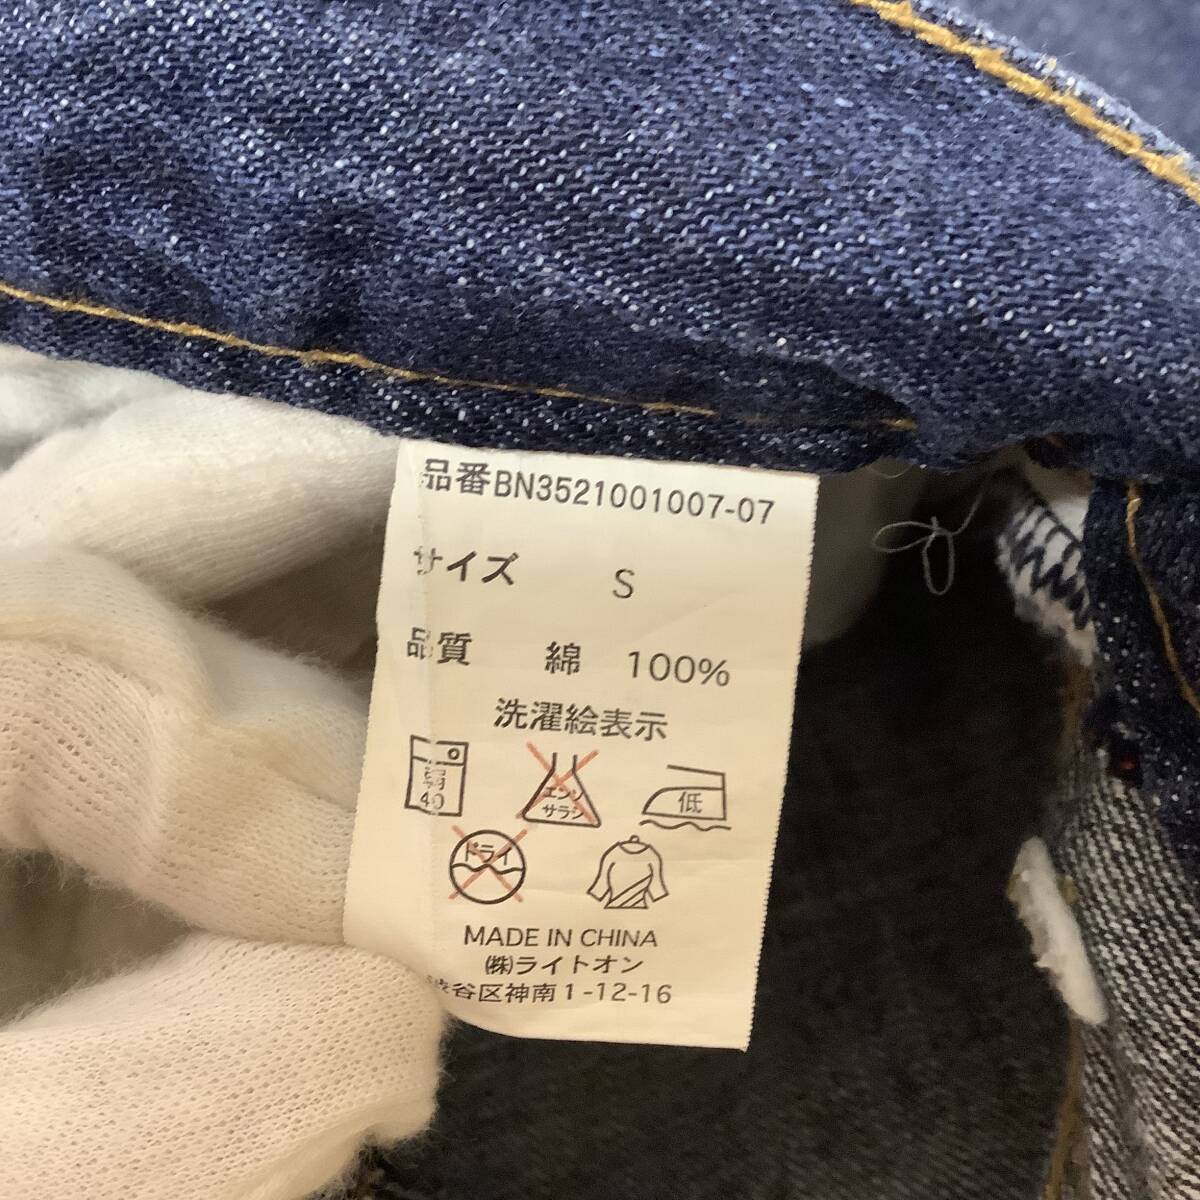 品番BN3521001007-07
サイズ S
品質 綿 100%
洗濯絵表示
弱
40
エンソ
サラシ
低
ドライ
MADE IN CHINA
(株)ライトオン
渋谷区神南1-12-16